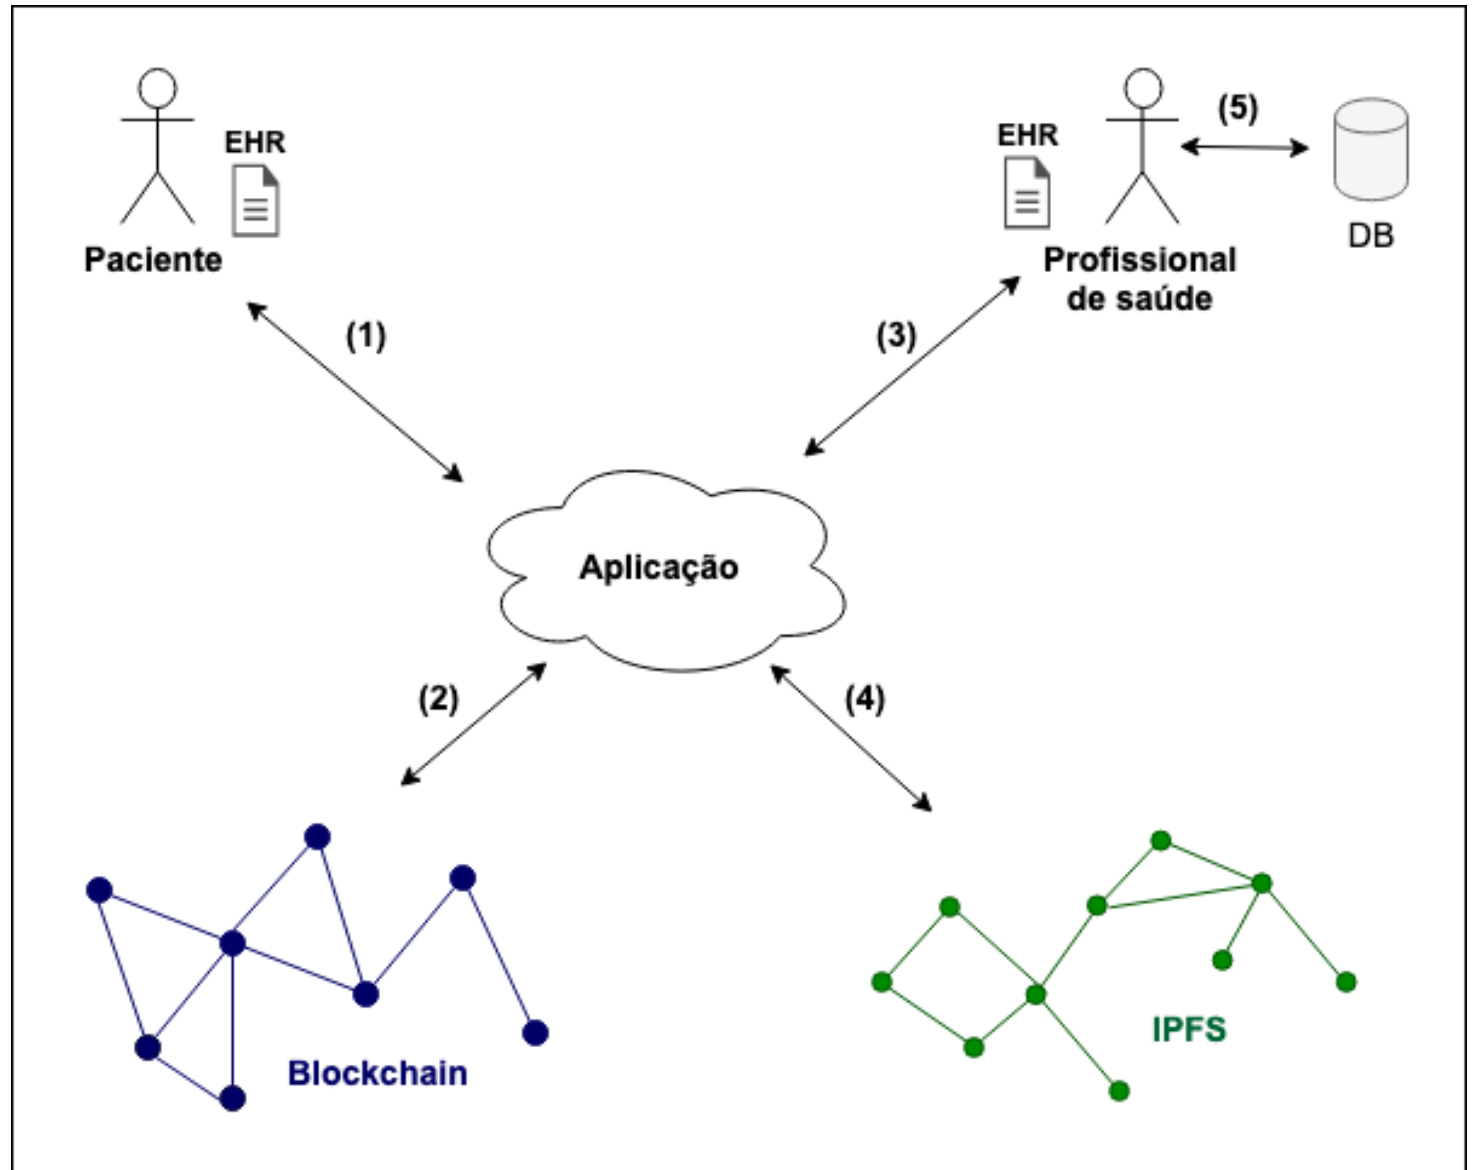 EHR
Paciente
(1)
EHR
Profissional
de saúde
(5)
DB
(3)
Aplicação
(2)
(4)
Blockchain
IPFS